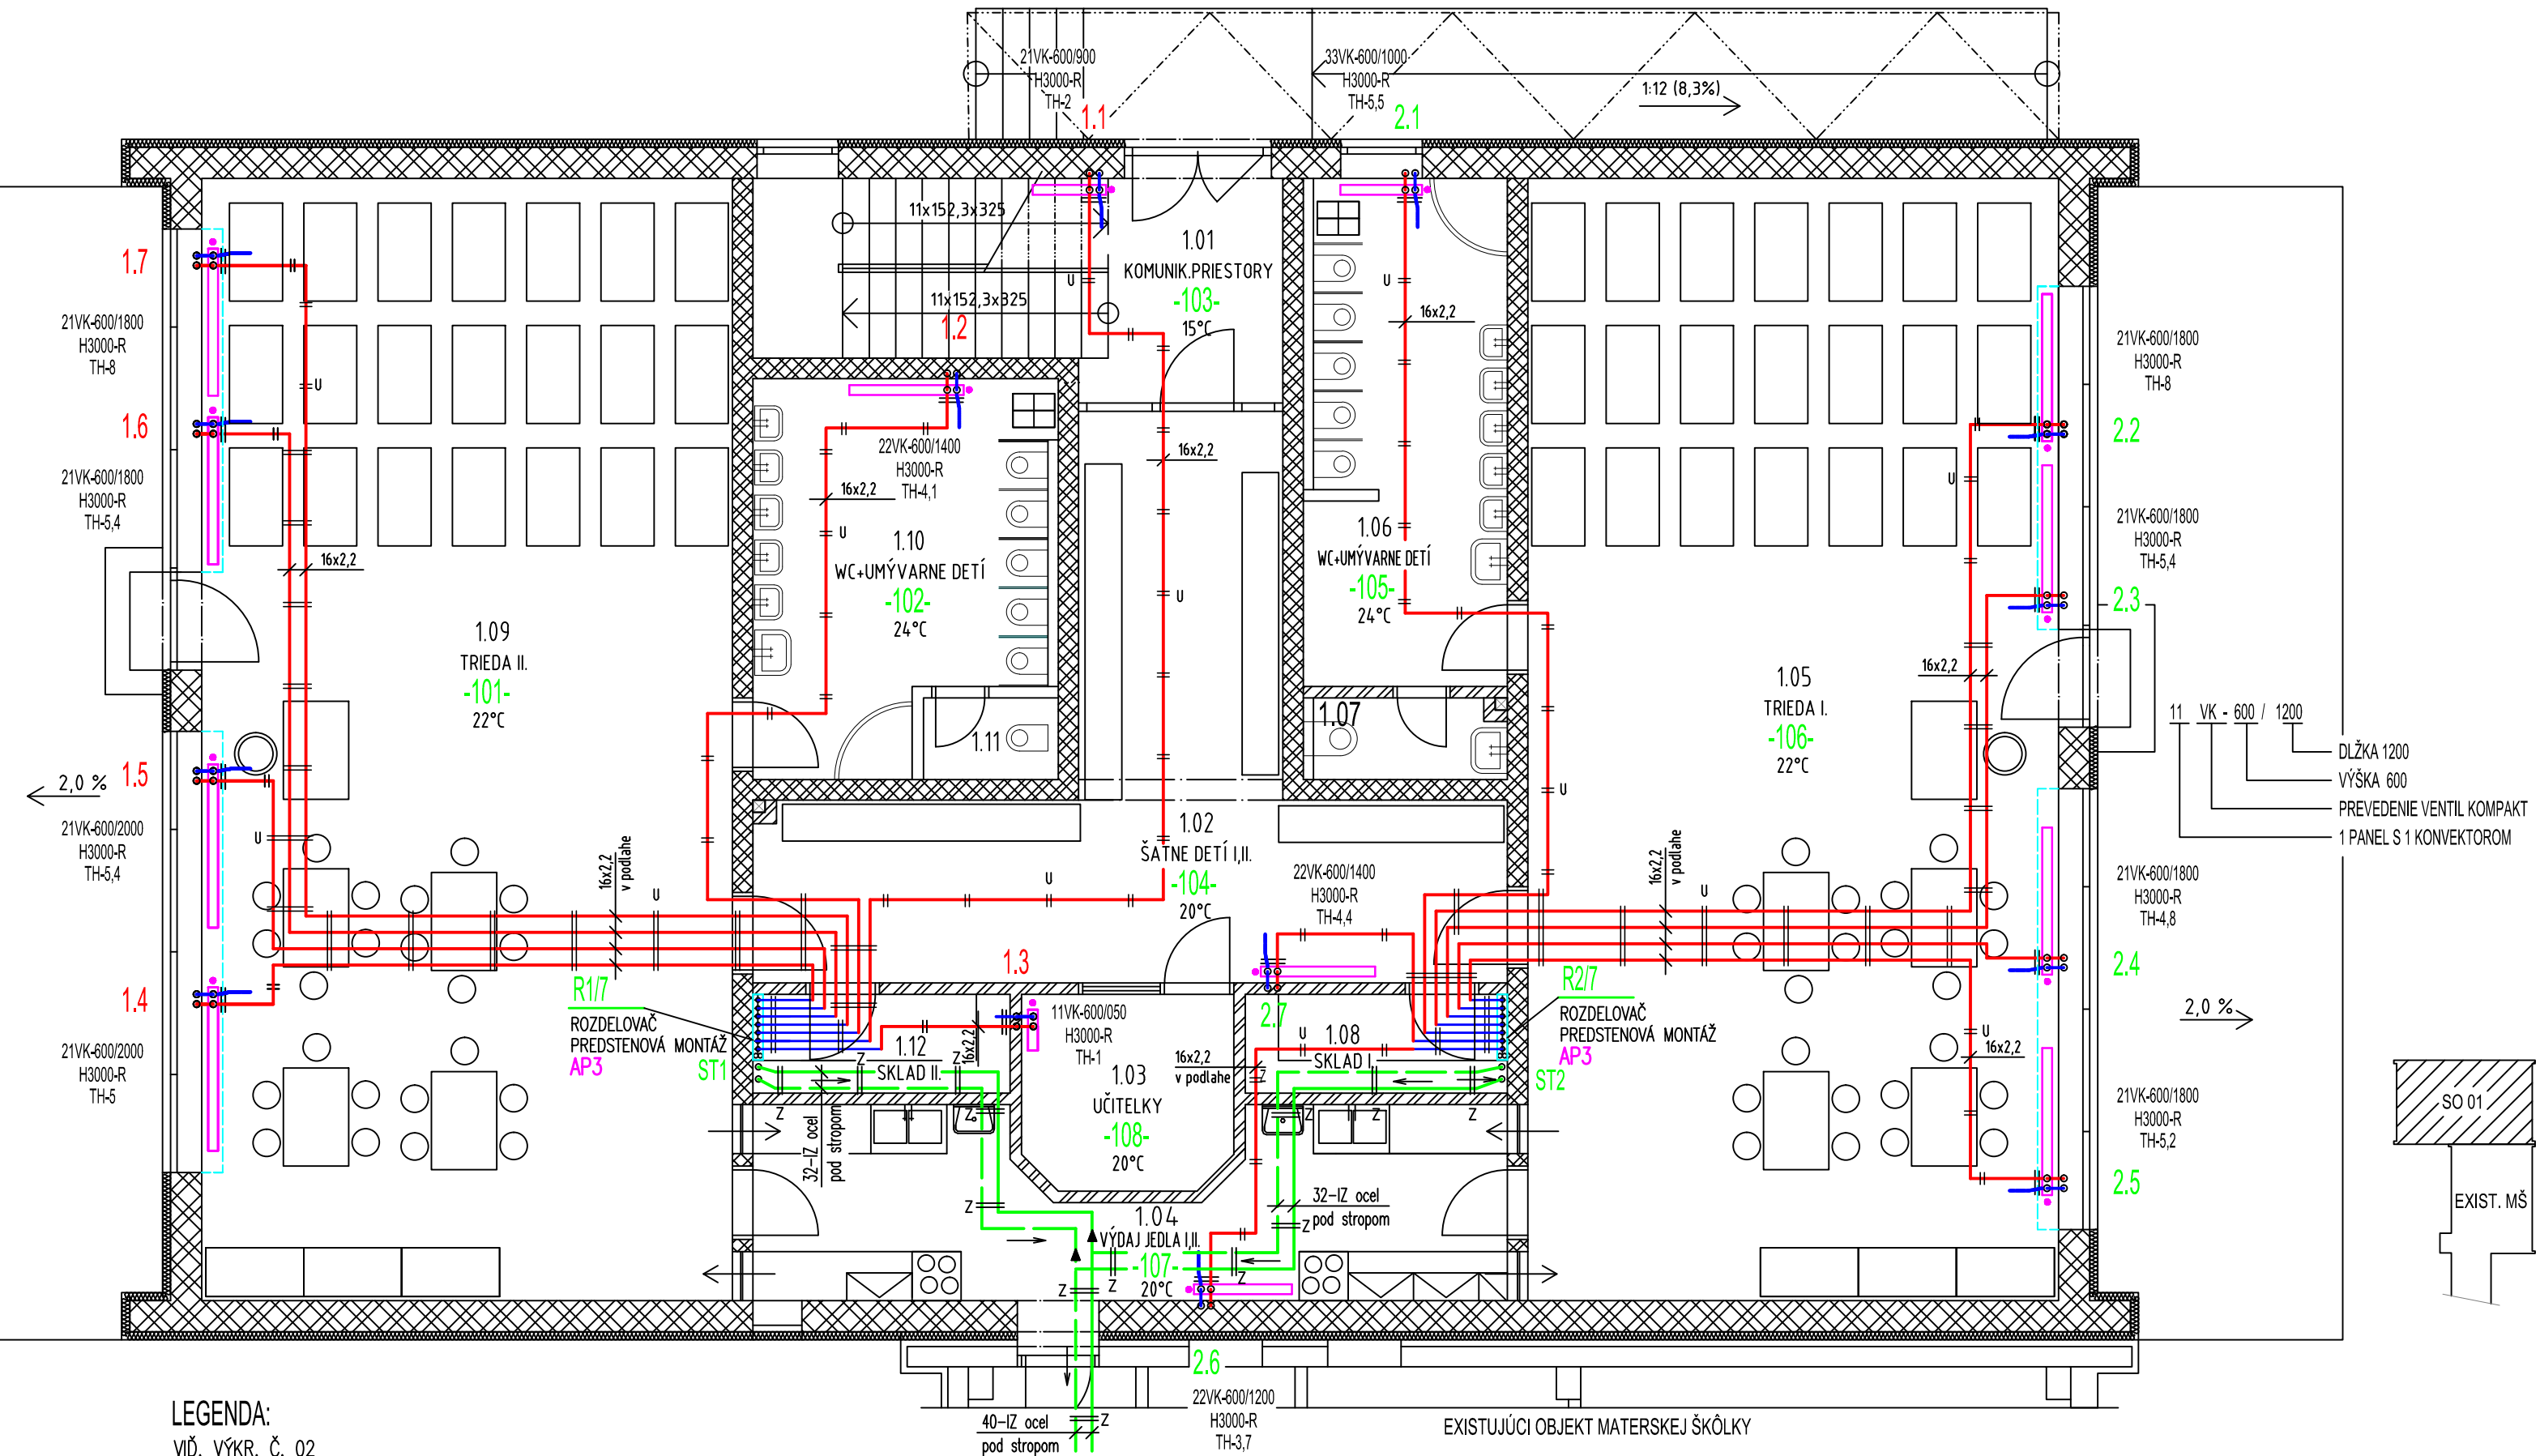 21VK-600/900
H3000-R
TH-2
1.1
33VK-600/1000
H3000-R
TH-5,5
2.1
1:12 (8,3%)
11x152,3x325
11x152,3x325
1.2
1.01
KOMUNIK.PRIESTORY
-103-
15°C
U
U
16x2,2
1.7
21VK-600/1800
H3000-R
TH-8
U
1.6
21VK-600/1800
H3000-R
TH-5,4
16x2,2
22VK-600/1400
H3000-R
TH-4,1
16x2,2
U
16x2,2
U
1.10
WC+UMÝVARNE DETÍ
-102-
24°C
1.06
WC+UMÝVARNE DETÍ
-105-
24°C
21VK-600/1800
H3000-R
TH-8
2.2
U
21VK-600/1800
H3000-R
TH-5,4
2.3
1.09
TRIEDA II.
-101-
22°C
1.05
TRIEDA I.
-106-
22°C
16x2,2
1.11
1.07
11 VK - 600 / 1200
DLŽKA 1200
VÝŠKA 600
PREVEDENIE VENTIL KOMPAKT
1 PANEL S 1 KONVEKTOROM
2,0 %
1.5
21VK-600/2000
H3000-R
TH-5,4
U
16x2,2
v podlahe
U
1.02
ŠATNE DETÍ I,II.
-104-
20°C
U
22VK-600/1400
H3000-R
TH-4,4
U
16x2,2
v podlahe
U
21VK-600/1800
H3000-R
TH-4,8
2.4
1.4
21VK-600/2000
H3000-R
TH-5
R1/7
ROZDELOVAČ
PREDSTENOVÁ MONTÁŽ
AP3
ST1
1.3
11VK-600/050
H3000-R
TH-1
16x2,2
1.12
SKLAD II.
Z
Z
1.03
UČITELKY
-108-
20°C
2.7
U
1.08
SKLAD I.
16x2,2
v podlahe
Z
R2/7
ROZDELOVAČ
PREDSTENOVÁ MONTÁŽ
AP3
ST2
U
16x2,2
2,0 %
21VK-600/1800
H3000-R
TH-5,2
2.5
SO 01
EXIST. MŠ
Z
Z
Z
Z
Z
32-IZ ocel
pod stropom
Z
32-IZ ocel
pod stropom
Z
1.04
VÝDAJ JEDLA I,II.
-107-
20°C
Z
Z
Z
2.6
22VK-600/1200
H3000-R
TH-3,7
40-IZ ocel
pod stropom
Z
EXISTUJÚCI OBJEKT MATERSKEJ ŠKÔLKY
LEGENDA:
VIĎ. VÝKR. Č. 02